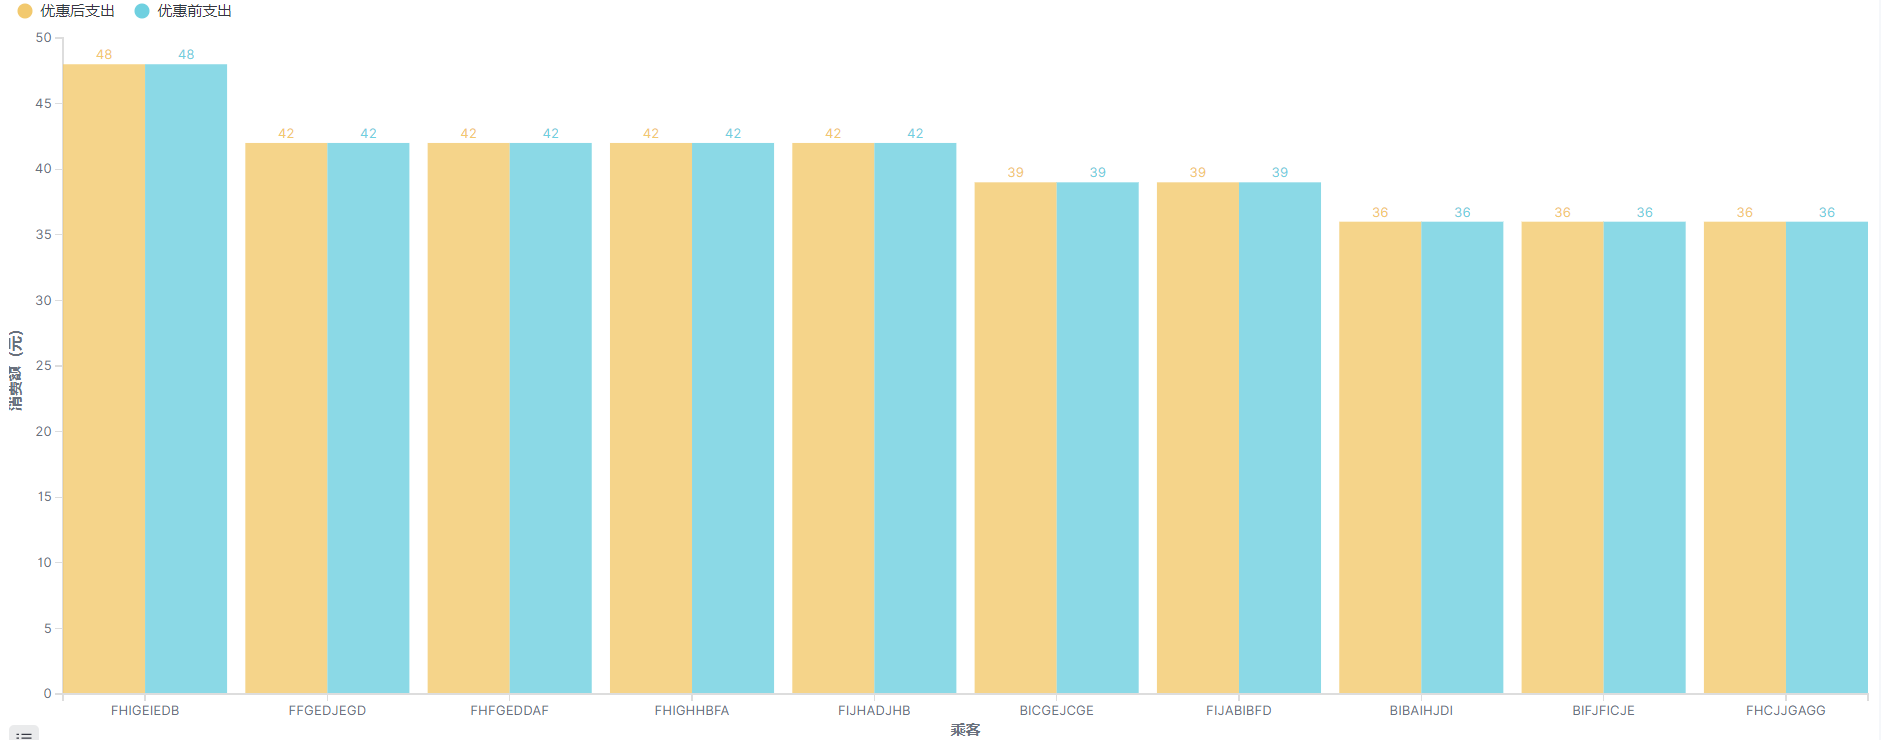 优惠后支出 优惠前支出
消费额（元）
50
45
40
35
30
25
20
15
10
5
0
48 48 42 42 42 42 42 42 42 42 39 39 39 39 36 36 36 36 36 36
FHIGEIEDB FFGEDJEGD FHFGEDDAF FHIGHHBFA FIJHADJHB BICGEJCGE FIJABIBFD BIBAIHJDI BIFJFICJE FHCJJGAGG
乘客